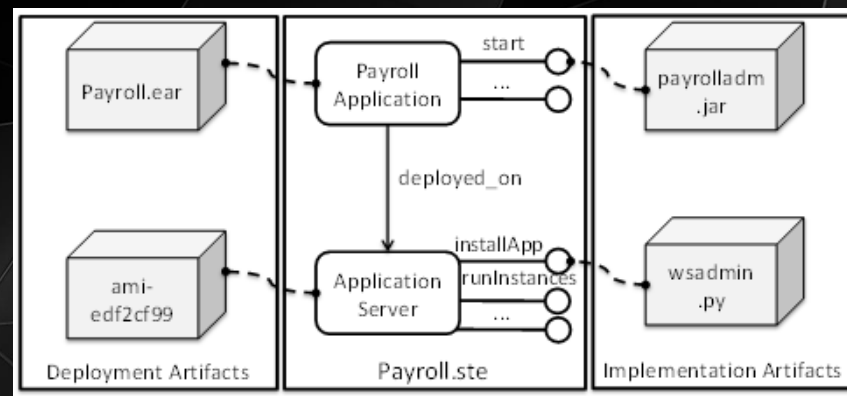 Payroll.ear
ami-
edf2cf99
Deployment Artifacts
Payroll
Application
start
...
deployed_on
Application
Server
installApp
runInstances
...
Payroll.ste
payrolladm
.jar
wsadmin
.py
Implementation Artifacts